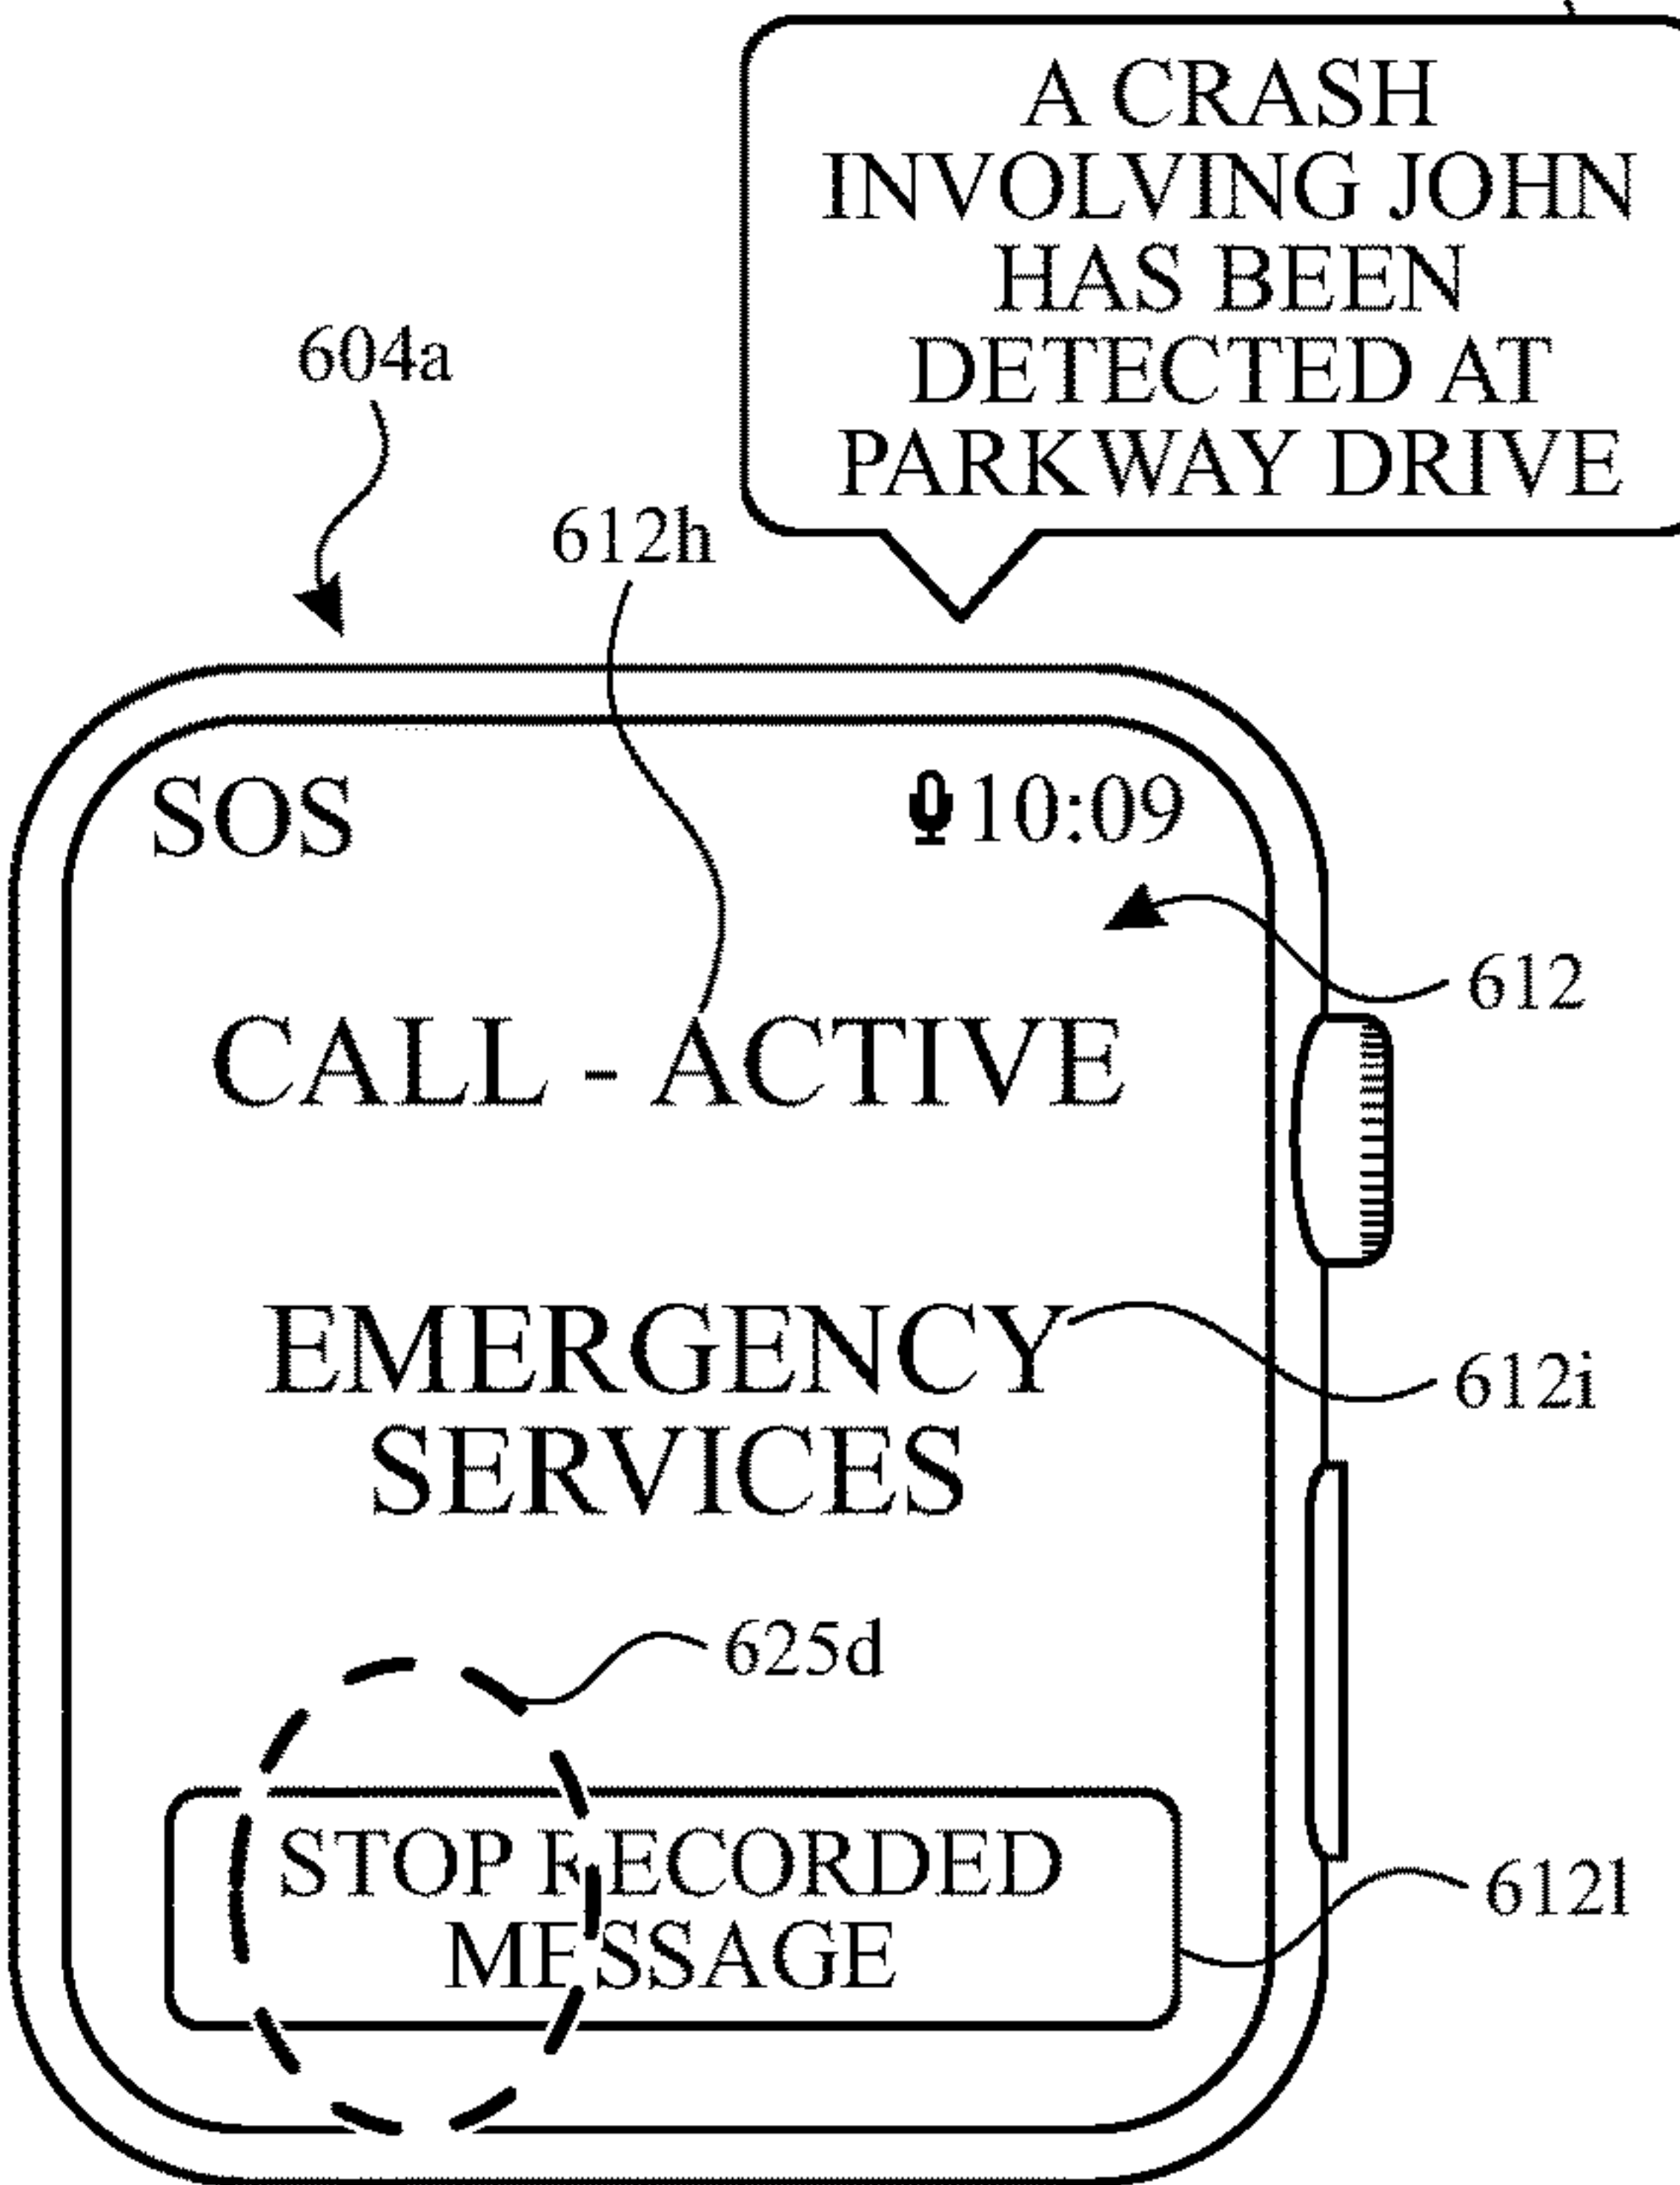 A CRASH
INVOLVING JOHN
HAS BEEN
DETECTED AT
PARKWAY DRIVE
604a
612h
SOS 10:09
612
CALL - ACTIVE
EMERGENCY
SERVICES
612i
625d
STOP RECORDED
MESSAGE
612l